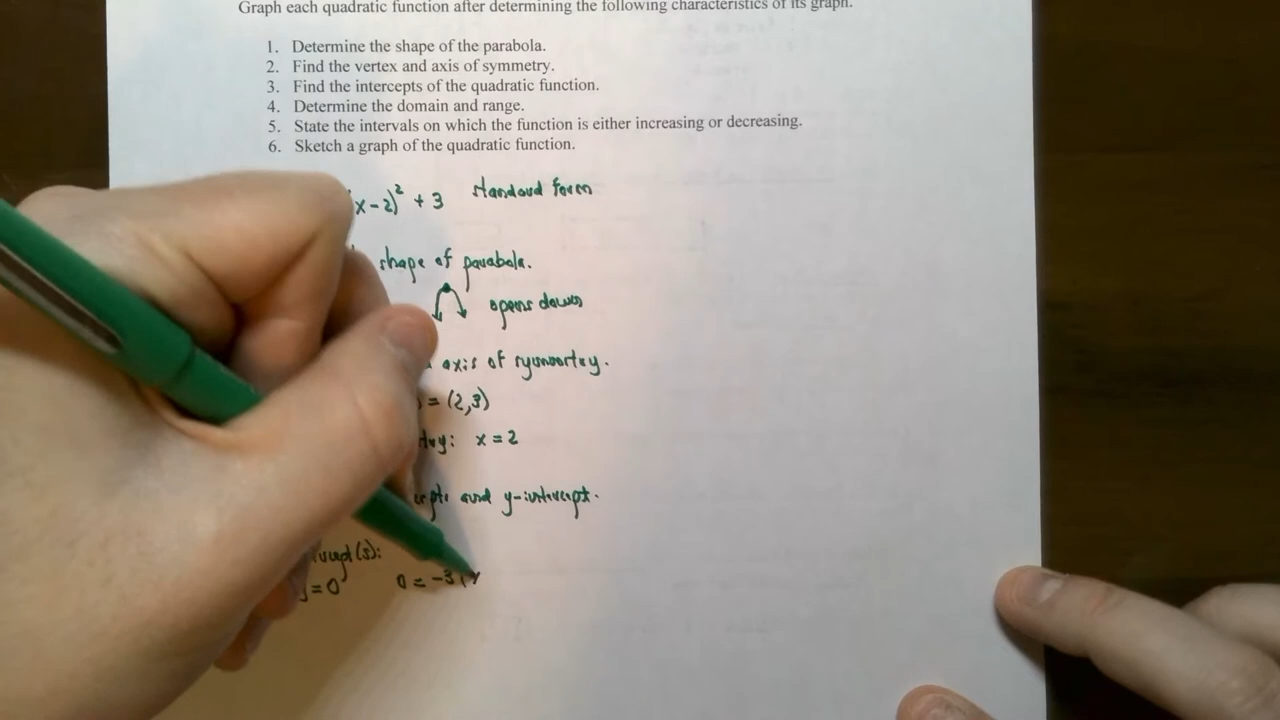 Graph each quadratic function after determining the following characteristics of its graph.
1. Determine the shape of the parabola.
2. Find the vertex and axis of symmetry.
3. Find the intercepts of the quadratic function.
4. Determine the domain and range.
5. State the intervals on which the function is either increasing or decreasing.
6. Sketch a graph of the quadratic function.
(x-2)² + 3 standard form
shape of parabola.
opens down
axis of symmetry.
) = (2,3)
try: x = 2
cepts and y-intercept.
rcept(s):
y=0 0 = -3(x